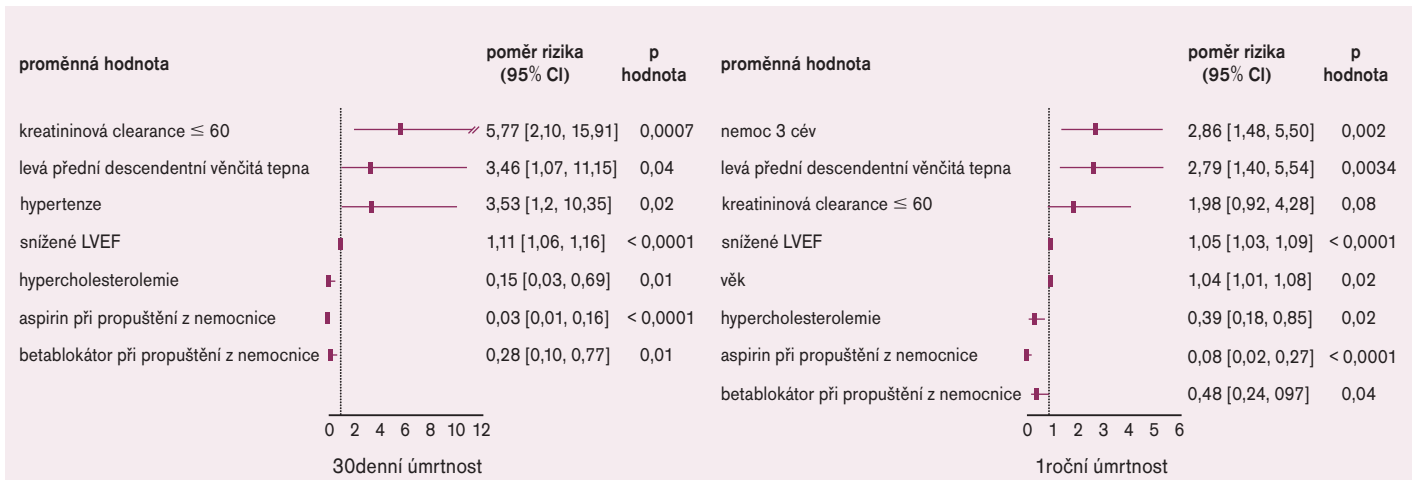 proměnná hodnota poměr rizika (95% CI) p hodnota
kreatininová clearance ≤ 60 5,77 [2,10, 15,91] 0,0007
levá přední descendentní věnčitá tepna 3,46 [1,07, 11,15] 0,04
hypertenze 3,53 [1,2, 10,35] 0,02
snížené LVEF 1,11 [1,06, 1,16] < 0,0001
hypercholesterolemie 0,15 [0,03, 0,69] 0,01
aspirin při propuštění z nemocnice 0,03 [0,01, 0,16] < 0,0001
betablokátor při propuštění z nemocnice 0,28 [0,10, 0,77] 0,01
0 2 4 6 8 10 12
30denní úmrtnost
proměnná hodnota poměr rizika (95% CI) p hodnota
nemoc 3 cév 2,86 [1,48, 5,50] 0,002
levá přední descendentní věnčitá tepna 2,79 [1,40, 5,54] 0,0034
kreatininová clearance ≤ 60 1,98 [0,92, 4,28] 0,08
snížené LVEF 1,05 [1,03, 1,09] < 0,0001
věk 1,04 [1,01, 1,08] 0,02
hypercholesterolemie 0,39 [0,18, 0,85] 0,02
aspirin při propuštění z nemocnice 0,08 [0,02, 0,27] < 0,0001
betablokátor při propuštění z nemocnice 0,48 [0,24, 097] 0,04
0 1 2 3 4 5 6
1roční úmrtnost